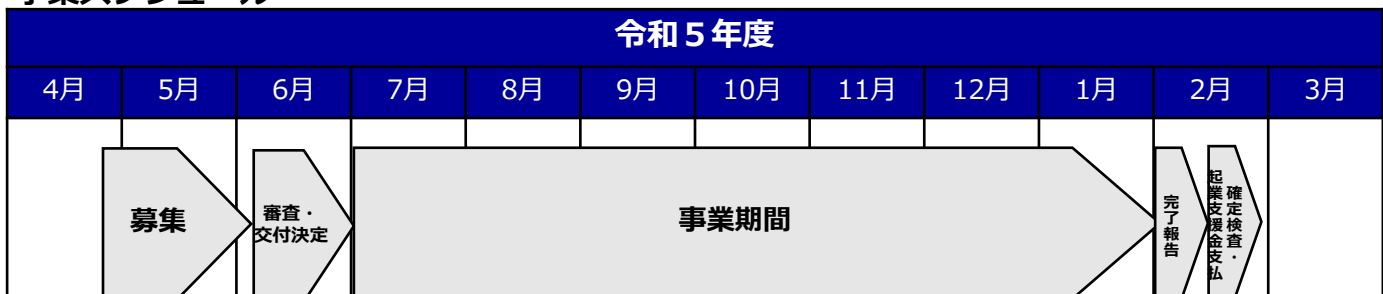 令和５年度
4月 5月 6月 7月 8月 9月 10月 11月 12月 1月 2月 3月
募集
審査・
交付決定
事業期間
完了報告
確定検査・
起業支援金支払